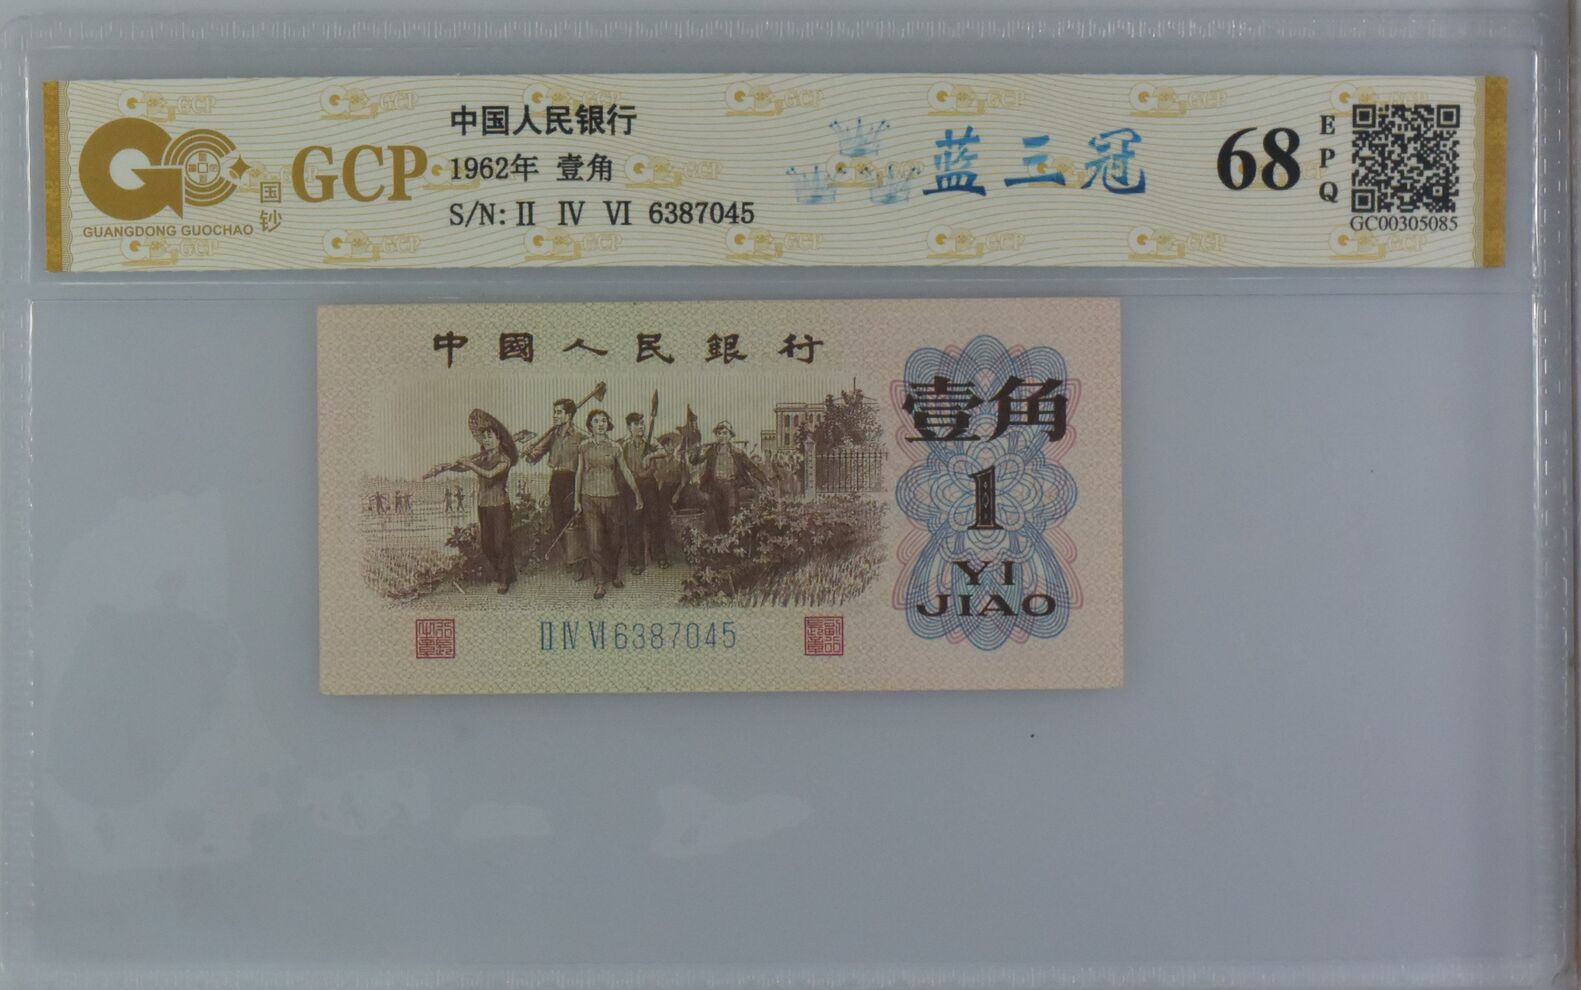 GCP
国钞
GUANGDONG GUOCHAO
中国人民银行
1962年 壹角
S/N: II IV VI 6387045
蓝三冠
68
EPQ
GC00305085
中國人民銀行
壹角
1
YI
JIAO
II IV VI 6387045